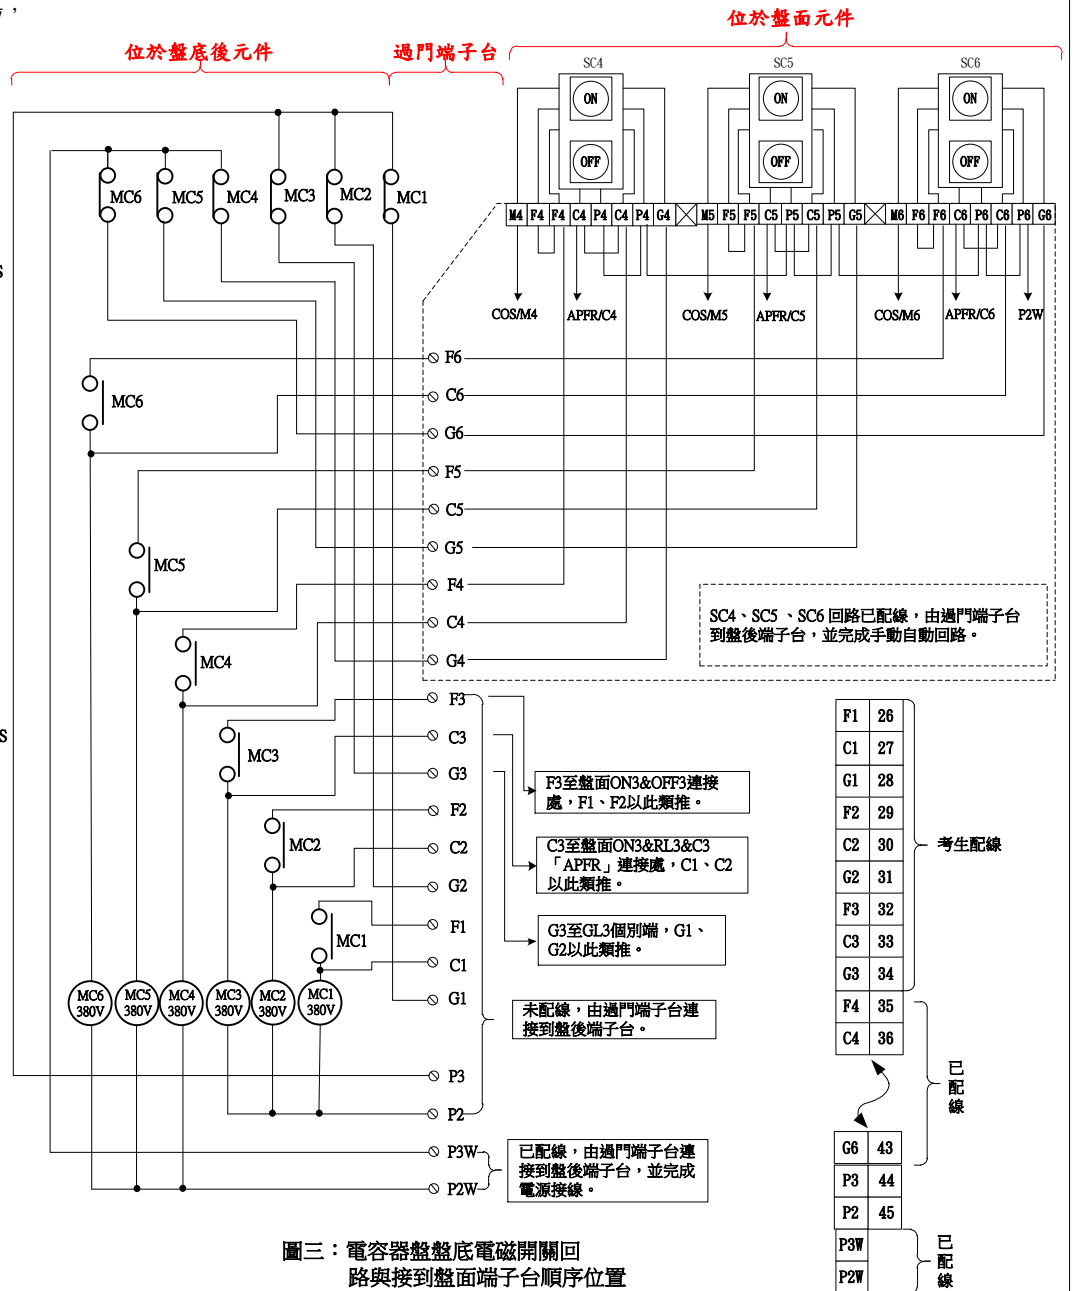 位於盤面元件
位於盤底後元件
過門端子台
SC4
SC5
SC6
ON
ON
ON
OFF
OFF
OFF
MC6
MC5
MC4
MC3
MC2
MC1
M4 F4 F4 C4 P4 C4 P4 G4
M5 F5 F5 C5 P5 C5 P5 G5
M6 F6 F6 C6 P6 C6 P6 G6
S
COS/M4
APFR/C4
COS/M5
APFR/C5
COS/M6
APFR/C6
P2W
F6
C6
G6
F5
C5
G5
F4
C4
G4
F3
C3
G3
F2
C2
G2
F1
C1
G1
P3
P2
P3W
P2W
MC6
MC5
MC4
MC3
MC2
MC1
S
MC6 380V
MC5 380V
MC4 380V
MC3 380V
MC2 380V
MC1 380V
SC4、SC5、SC6 回路已配線，由過門端子台
到盤後端子台，並完成手動自動回路。
F3至盤面ON3&OFF3連接
處，F1、F2以此類推。
C3至盤面ON3&RL3&C3
「APFR」連接處，C1、C2
以此類推。
G3至GL3個別端，G1、
G2以此類推。
未配線，由過門端子台連
接到盤後端子台。
已配線，由過門端子台連
接到盤後端子台，並完成
電源接線。
F1 26
C1 27
G1 28
F2 29
C2 30
G2 31
F3 32
C3 33
G3 34
F4 35
C4 36
G6 43
P3 44
P2 45
P3W
P2W
考生配線
已配線
已配線
圖三：電容器盤盤底電磁開關回
路與接到盤面端子台順序位置